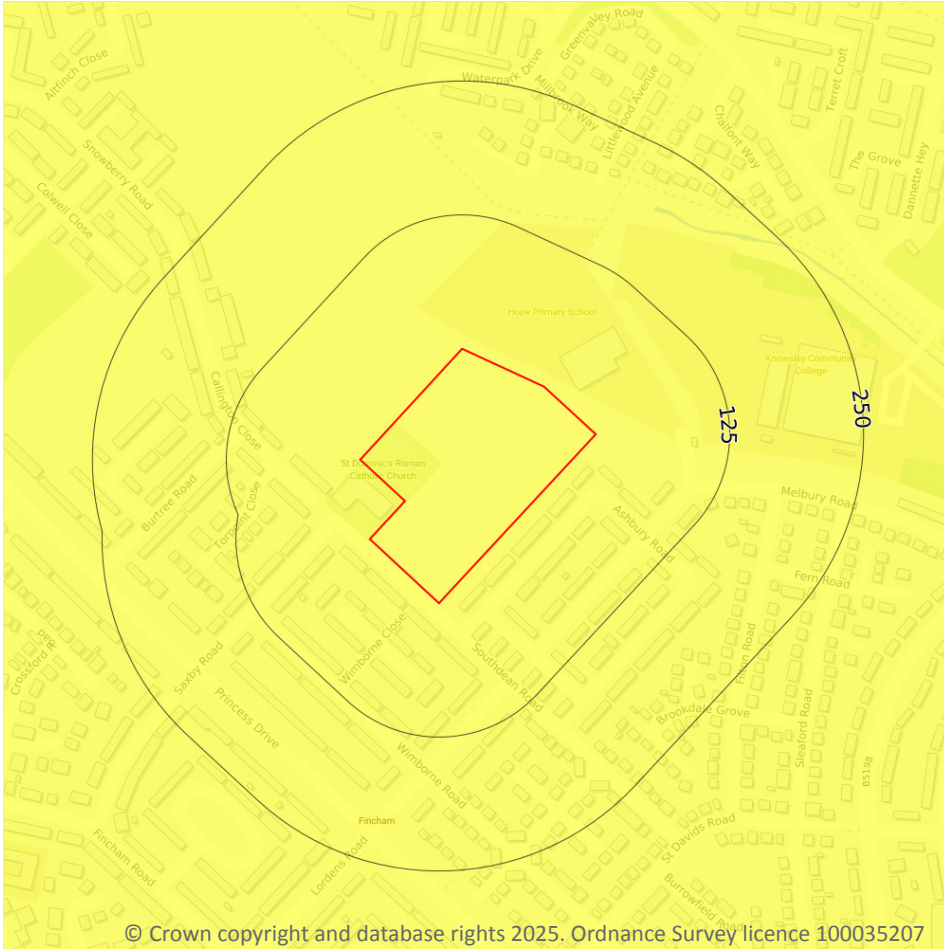 Greenvalley Road
Waterpark Drive
Altfinch Close
Millbrook Way
Littlewood Avenue
Terret Croft
Chalfont Way
The Grove
Dannette Hey
Snowberry Road
Colwell Close
Hope Primary School
Knowsley Community
College
Callington Close
125
250
St Dominic's Roman
Catholic Church
Burtree Road
Torpoint Close
Melbury Road
Ashbury Road
Fern Road
Wimborne Close
Filton Road
Crossford
Saxby Road
Southdean Road
Princess Drive
Brookdale Grove
Sleaford Road
Wimborne Road
B5198
Fincham
St Davids Road
Fincham Road
Lordens Road
Burrowfield Road
© Crown copyright and database rights 2025. Ordnance Survey licence 100035207